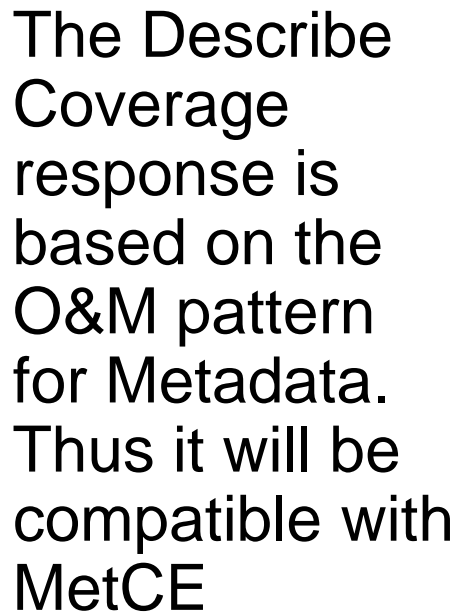 The Describe
Coverage
response is
based on the
O&M pattern
for Metadata.
Thus it will be
compatible with
MetCE